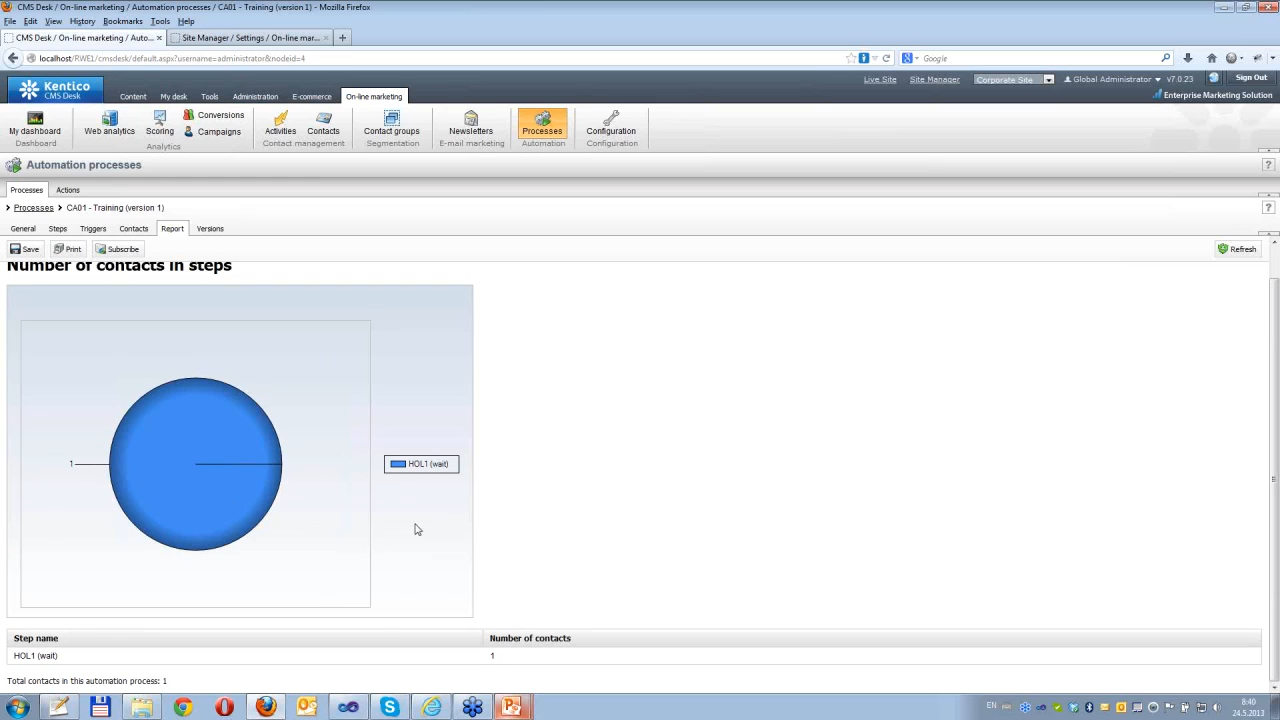 CMS Desk / On-line marketing / Automation processes / CA01 - Training (version 1) - Mozilla Firefox
File Edit View History Bookmarks Tools Help
CMS Desk / On-line marketing / Auto... × Site Manager / Settings / On-line mar... × +
localhost/RWE1/cmsdesk/default.aspx?username=administrator&nodeid=4 Google
Kentico CMS Desk Live Site Site Manager Corporate Site Global Administrator v7.0.23 Sign Out
Content My desk Tools Administration E-commerce On-line marketing Enterprise Marketing Solution
Conversions
My dashboard Web analytics Scoring Campaigns Activities Contacts Contact groups Newsletters Processes Configuration
Dashboard Analytics Contact management Segmentation E-mail marketing Automation Configuration
Automation processes ?
Processes Actions
Processes > CA01 - Training (version 1) ?
General Steps Triggers Contacts Report Versions
Save Print Subscribe Refresh
Number of contacts in steps
1 HOL1 (wait)
Step name Number of contacts
HOL1 (wait) 1
Total contacts in this automation process: 1
EN 8:40
24.5.2013